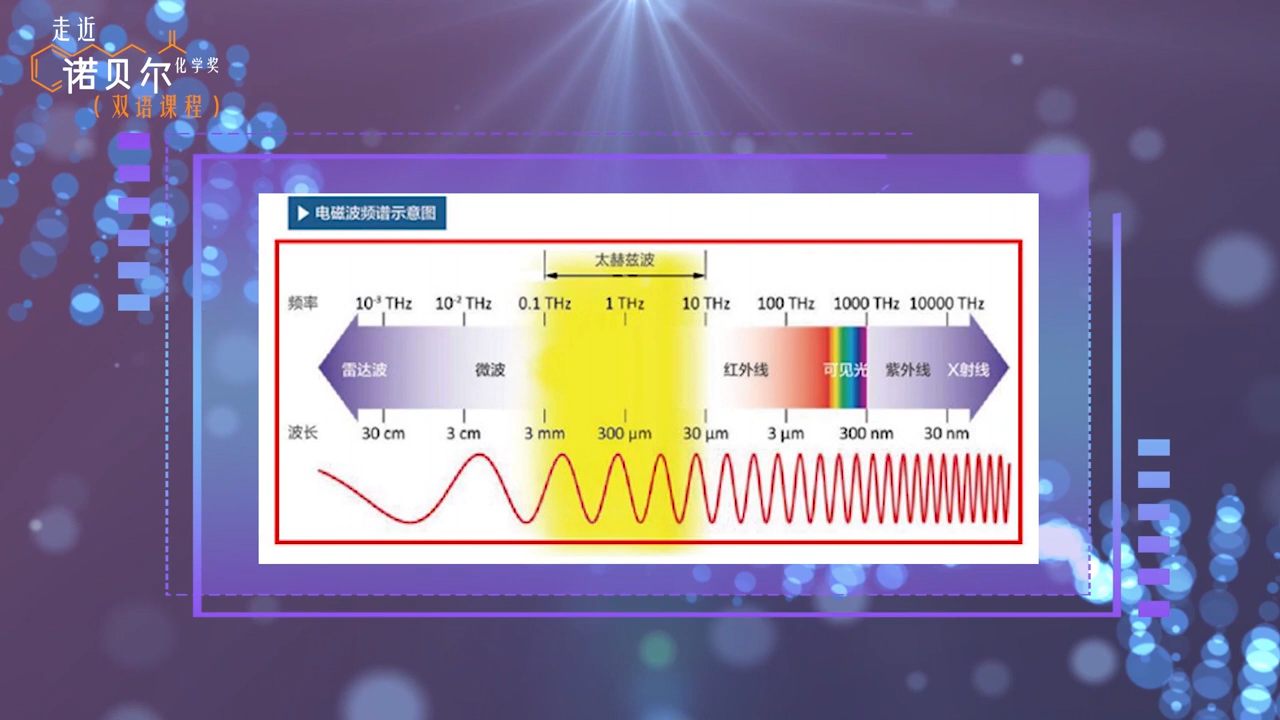 走近
诺贝尔化学奖
（双语课程）
电磁波频谱示意图
太赫兹波
频率 10⁻³ THz 10⁻² THz 0.1 THz 1 THz 10 THz 100 THz 1000 THz 10000 THz
雷达波 微波 红外线 可见光 紫外线 X射线
波长 30 cm 3 cm 3 mm 300 μm 30 μm 3 μm 300 nm 30 nm